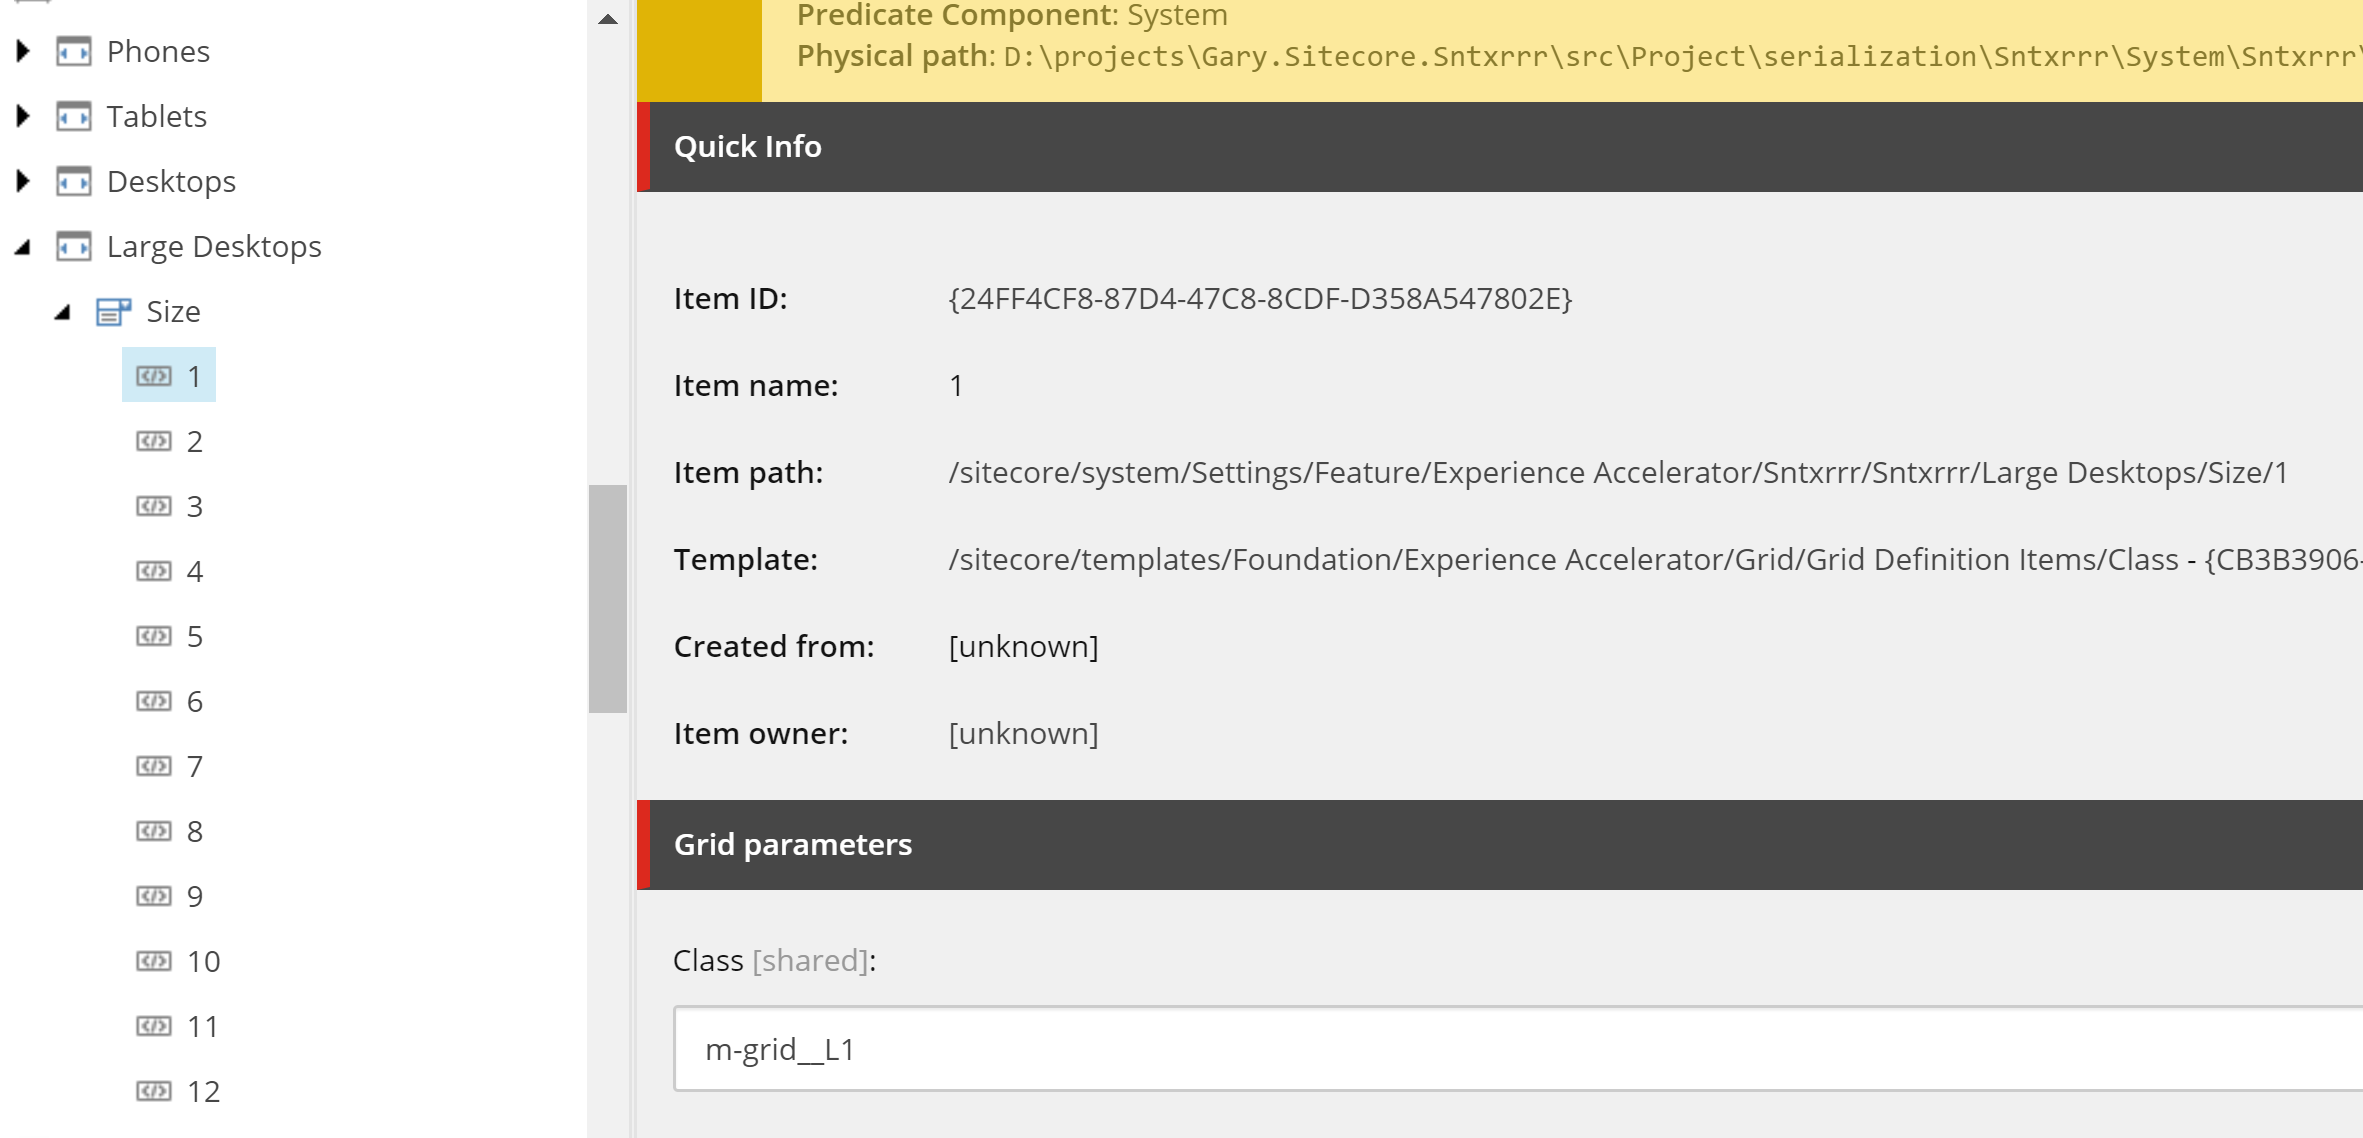 Phones
Tablets
Desktops
Large Desktops
Size
1
2
3
4
5
6
7
8
9
10
11
12
Predicate Component: System
Physical path: D:\projects\Gary.Sitecore.Sntxrrr\src\Project\serialization\Sntxrrr\System\Sntxrrr\
Quick Info
Item ID: {24FF4CF8-87D4-47C8-8CDF-D358A547802E}
Item name: 1
Item path: /sitecore/system/Settings/Feature/Experience Accelerator/Sntxrrr/Sntxrrr/Large Desktops/Size/1
Template: /sitecore/templates/Foundation/Experience Accelerator/Grid/Grid Definition Items/Class - {CB3B3906-
Created from: [unknown]
Item owner: [unknown]
Grid parameters
Class [shared]:
m-grid__L1